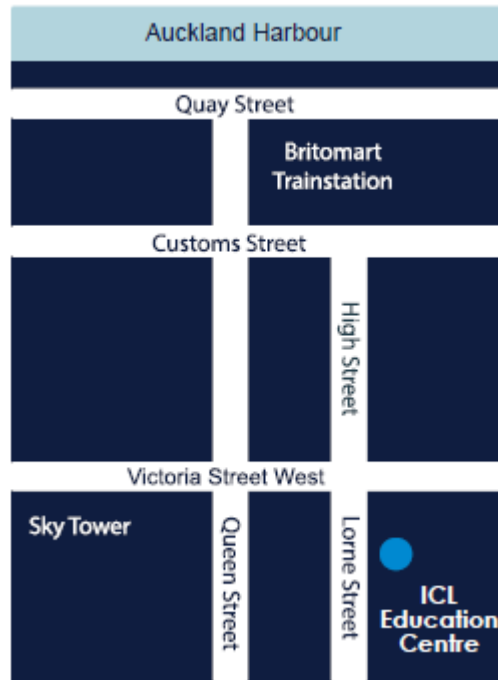 Auckland Harbour
Quay Street
Britomart
Trainstation
Customs Street
High Street
Victoria Street West
Sky Tower
Queen Street
Lorne Street
ICL
Education
Centre